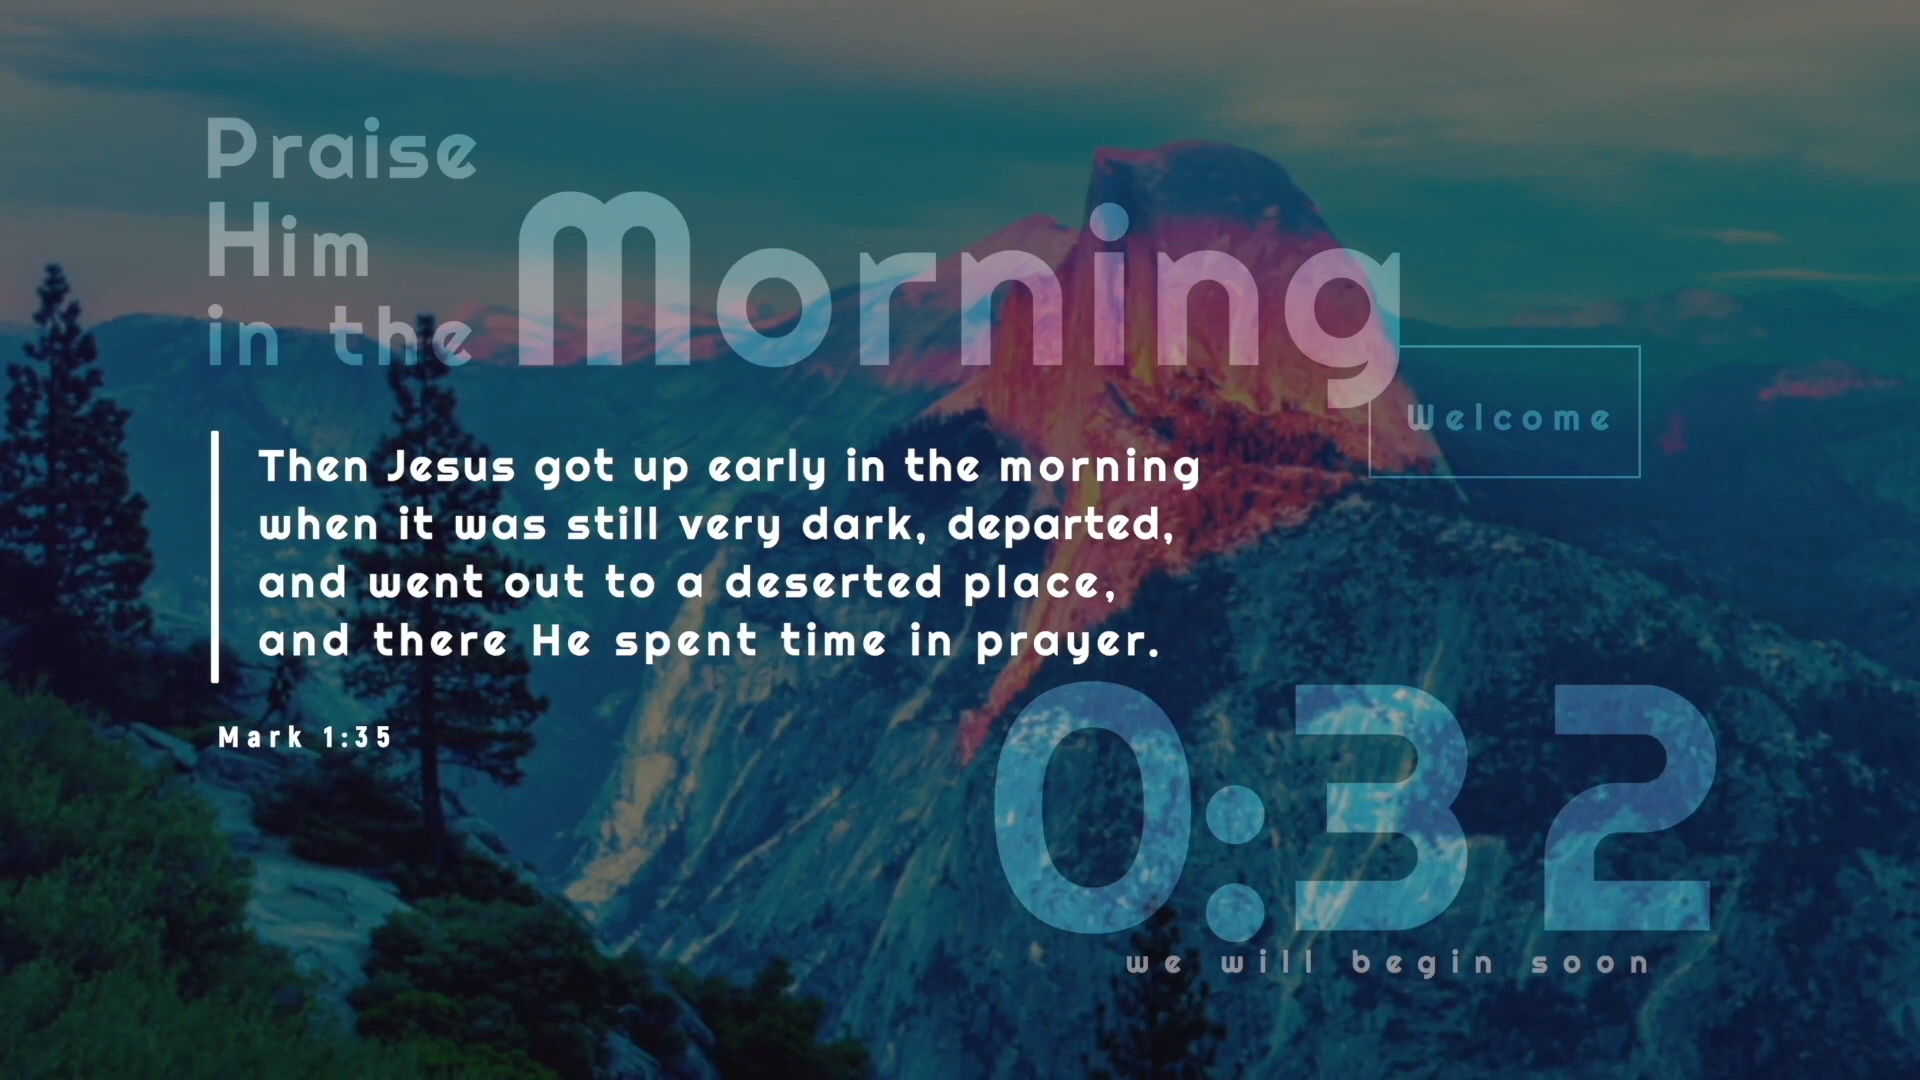 Praise
Him
in the Morning
Welcome
Then Jesus got up early in the morning
when it was still very dark, departed,
and went out to a deserted place,
and there He spent time in prayer.
Mark 1:35
0:32
we will begin soon